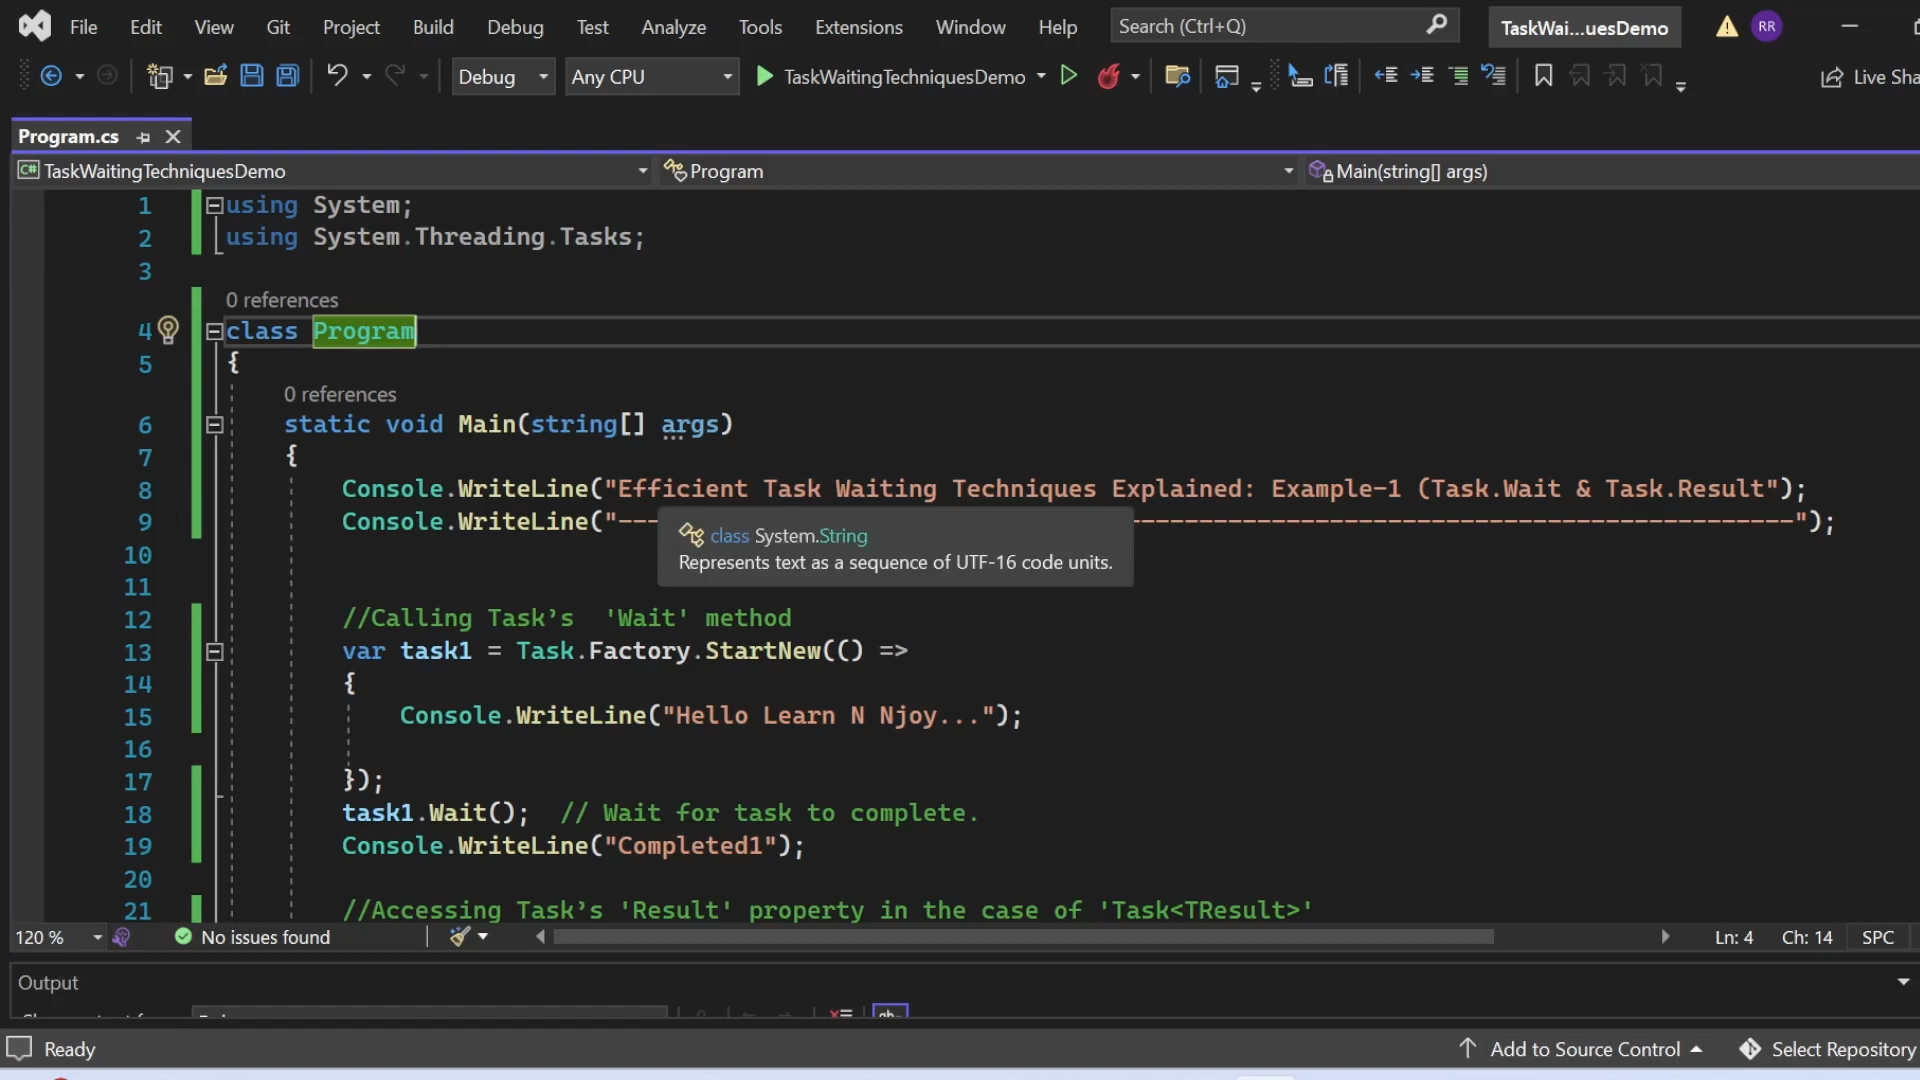 File Edit View Git Project Build Debug Test Analyze Tools Extensions Window Help Search (Ctrl+Q) TaskWai...uesDemo RR
Debug Any CPU TaskWaitingTechniquesDemo Live Sha
Program.cs
C# TaskWaitingTechniquesDemo Program Main(string[] args)
1 using System;
2 using System.Threading.Tasks;
3
0 references
4 class Program
5 {
0 references
6 static void Main(string[] args)
7 {
8 Console.WriteLine("Efficient Task Waiting Techniques Explained: Example-1 (Task.Wait & Task.Result");
9 Console.WriteLine("-----------------------------------------------------------------------------------");
class System.String
Represents text as a sequence of UTF-16 code units.
10
11
12 //Calling Task’s  'Wait' method
13 var task1 = Task.Factory.StartNew(() =>
14 {
15 Console.WriteLine("Hello Learn N Njoy...");
16
17 });
18 task1.Wait();  // Wait for task to complete.
19 Console.WriteLine("Completed1");
20
21 //Accessing Task’s 'Result' property in the case of 'Task<TResult>'
120 % No issues found Ln: 4 Ch: 14 SPC
Output
Ready Add to Source Control Select Repository